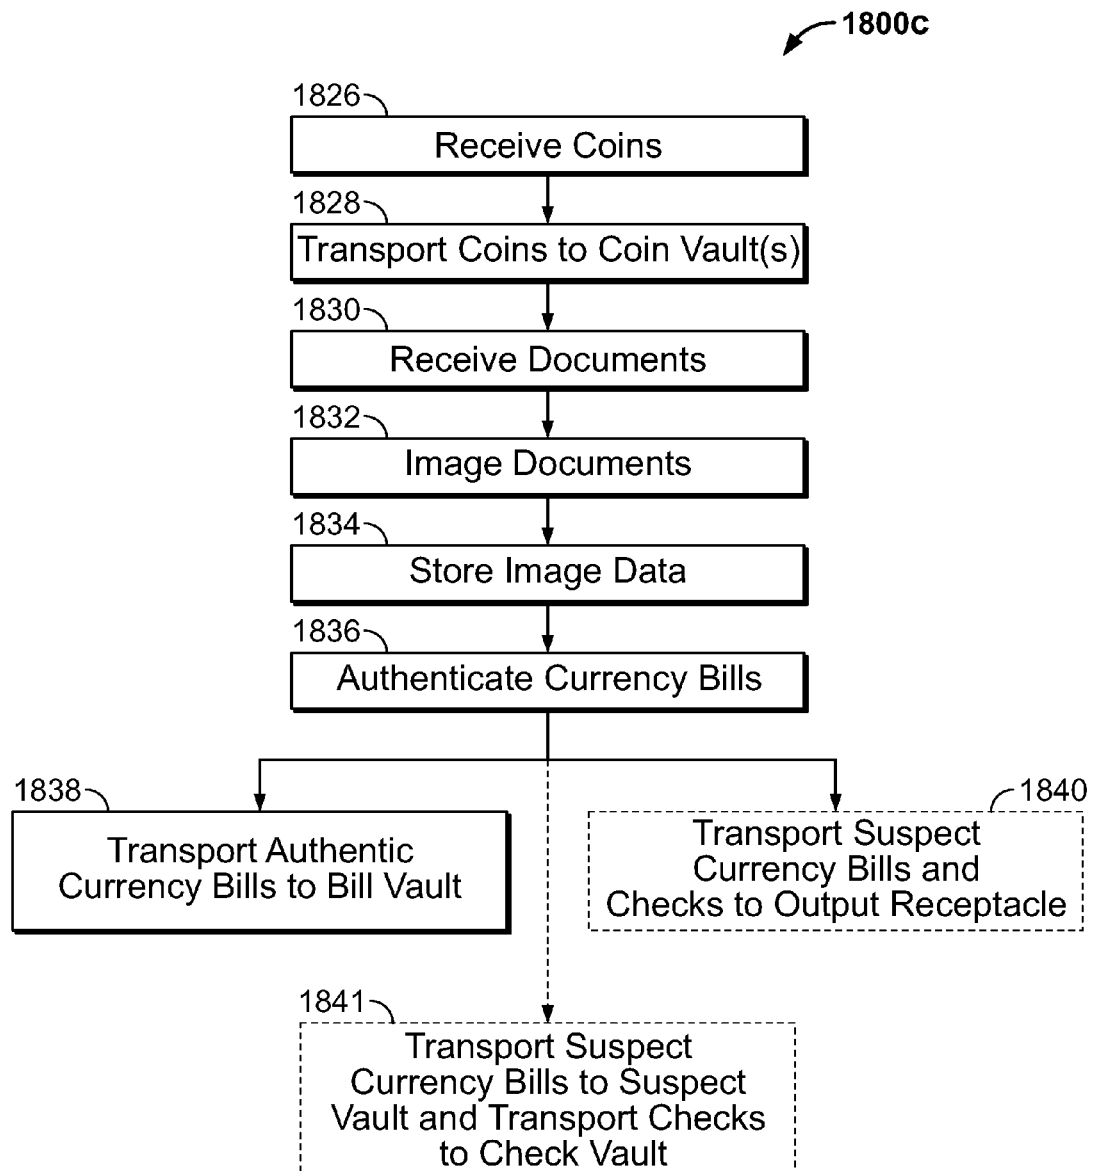 1800c
1826
Receive Coins
1828
Transport Coins to Coin Vault(s)
1830
Receive Documents
1832
Image Documents
1834
Store Image Data
1836
Authenticate Currency Bills
1838
Transport Authentic
Currency Bills to Bill Vault
1840
Transport Suspect
Currency Bills and
Checks to Output Receptacle
1841
Transport Suspect
Currency Bills to Suspect
Vault and Transport Checks
to Check Vault